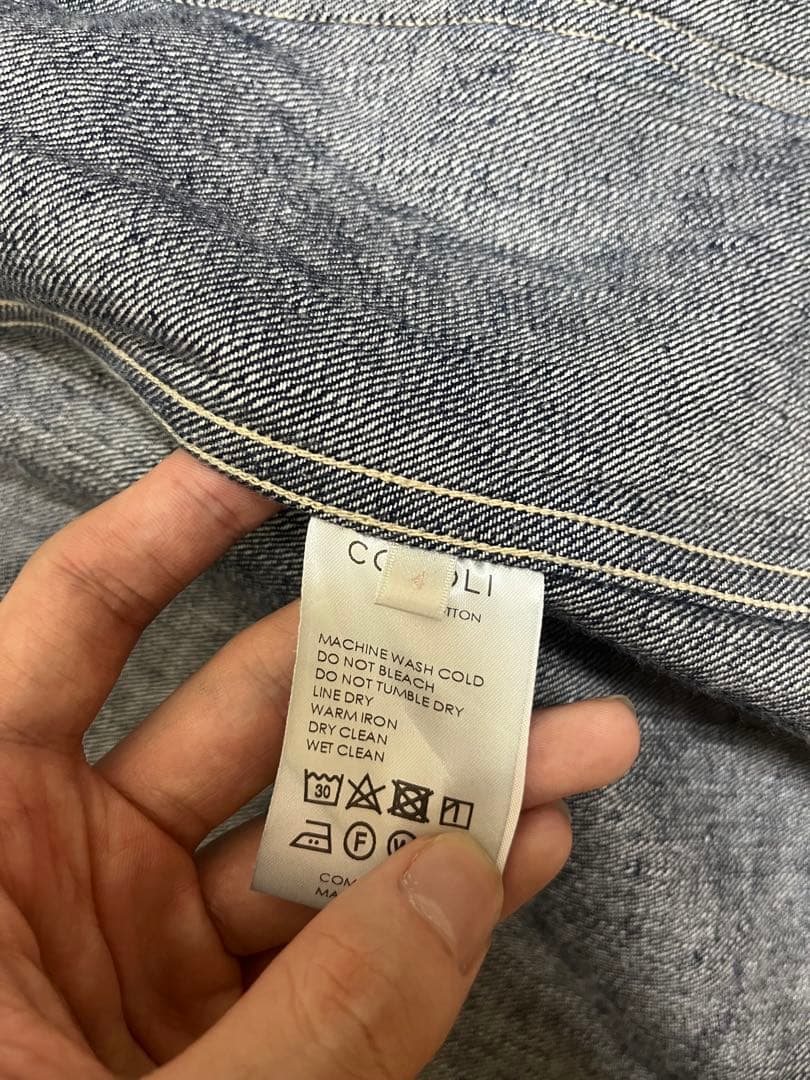 4
MACHINE WASH COLD
DO NOT BLEACH
DO NOT TUMBLE DRY
LINE DRY
WARM IRON
DRY CLEAN
WET CLEAN
30
F